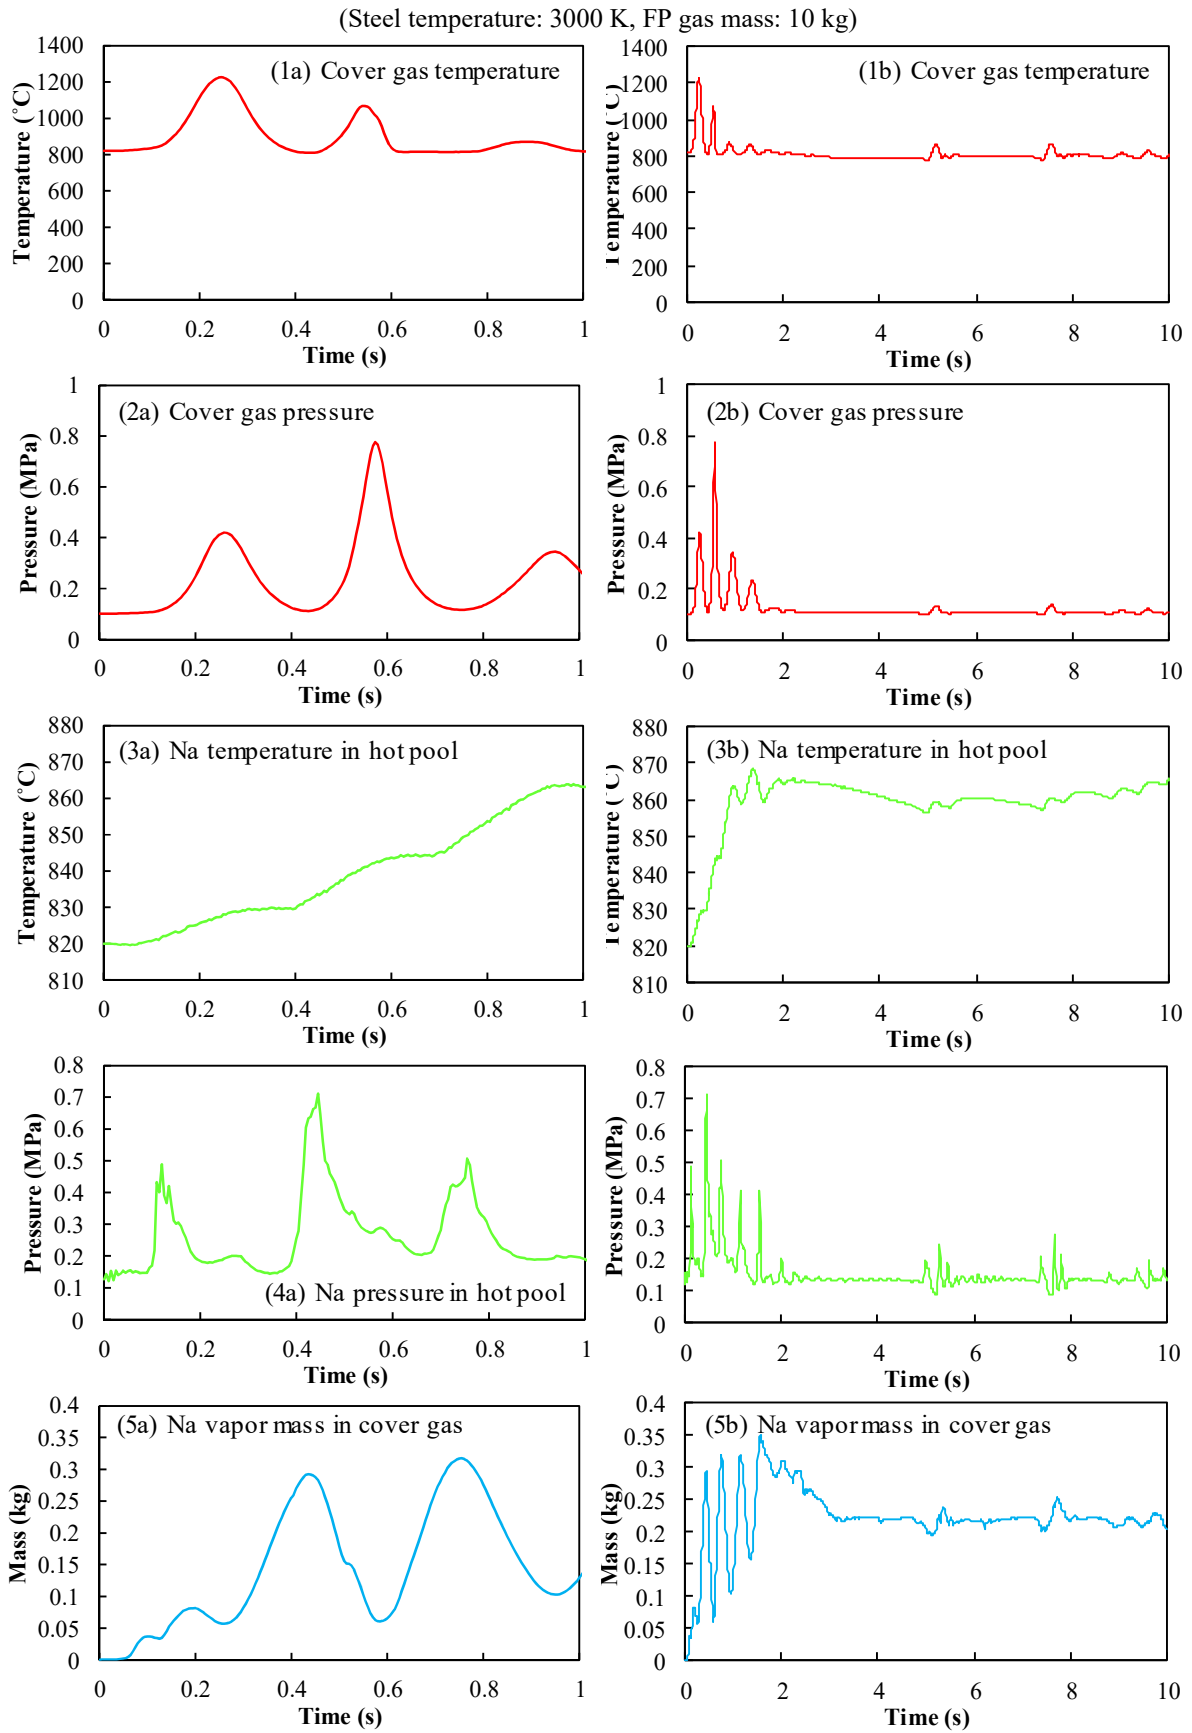 (Steel temperature: 3000 K, FP gas mass: 10 kg)
(1a) Cover gas temperature
Temperature (˚C)
1400
1200
1000
800
600
400
200
0
0 0.2 0.4 0.6 0.8 1
Time (s)
(1b) Cover gas temperature
Temperature (˚C)
1400
1200
1000
800
600
400
200
0
0 2 4 6 8 10
Time (s)
(2a) Cover gas pressure
Pressure (MPa)
1
0.8
0.6
0.4
0.2
0
0 0.2 0.4 0.6 0.8 1
Time (s)
(2b) Cover gas pressure
Pressure (MPa)
1
0.8
0.6
0.4
0.2
0
0 2 4 6 8 10
Time (s)
(3a) Na temperature in hot pool
Temperature (˚C)
880
870
860
850
840
830
820
810
0 0.2 0.4 0.6 0.8 1
Time (s)
(3b) Na temperature in hot pool
Temperature (˚C)
880
870
860
850
840
830
820
810
0 2 4 6 8 10
Time (s)
(4a) Na pressure in hot pool
Pressure (MPa)
0.8
0.7
0.6
0.5
0.4
0.3
0.2
0.1
0
0 0.2 0.4 0.6 0.8 1
Time (s)
Pressure (MPa)
0.8
0.7
0.6
0.5
0.4
0.3
0.2
0.1
0
0 2 4 6 8 10
Time (s)
(5a) Na vapor mass in cover gas
Mass (kg)
0.4
0.35
0.3
0.25
0.2
0.15
0.1
0.05
0
0 0.2 0.4 0.6 0.8 1
Time (s)
(5b) Na vapor mass in cover gas
Mass (kg)
0.4
0.35
0.3
0.25
0.2
0.15
0.1
0.05
0
0 2 4 6 8 10
Time (s)